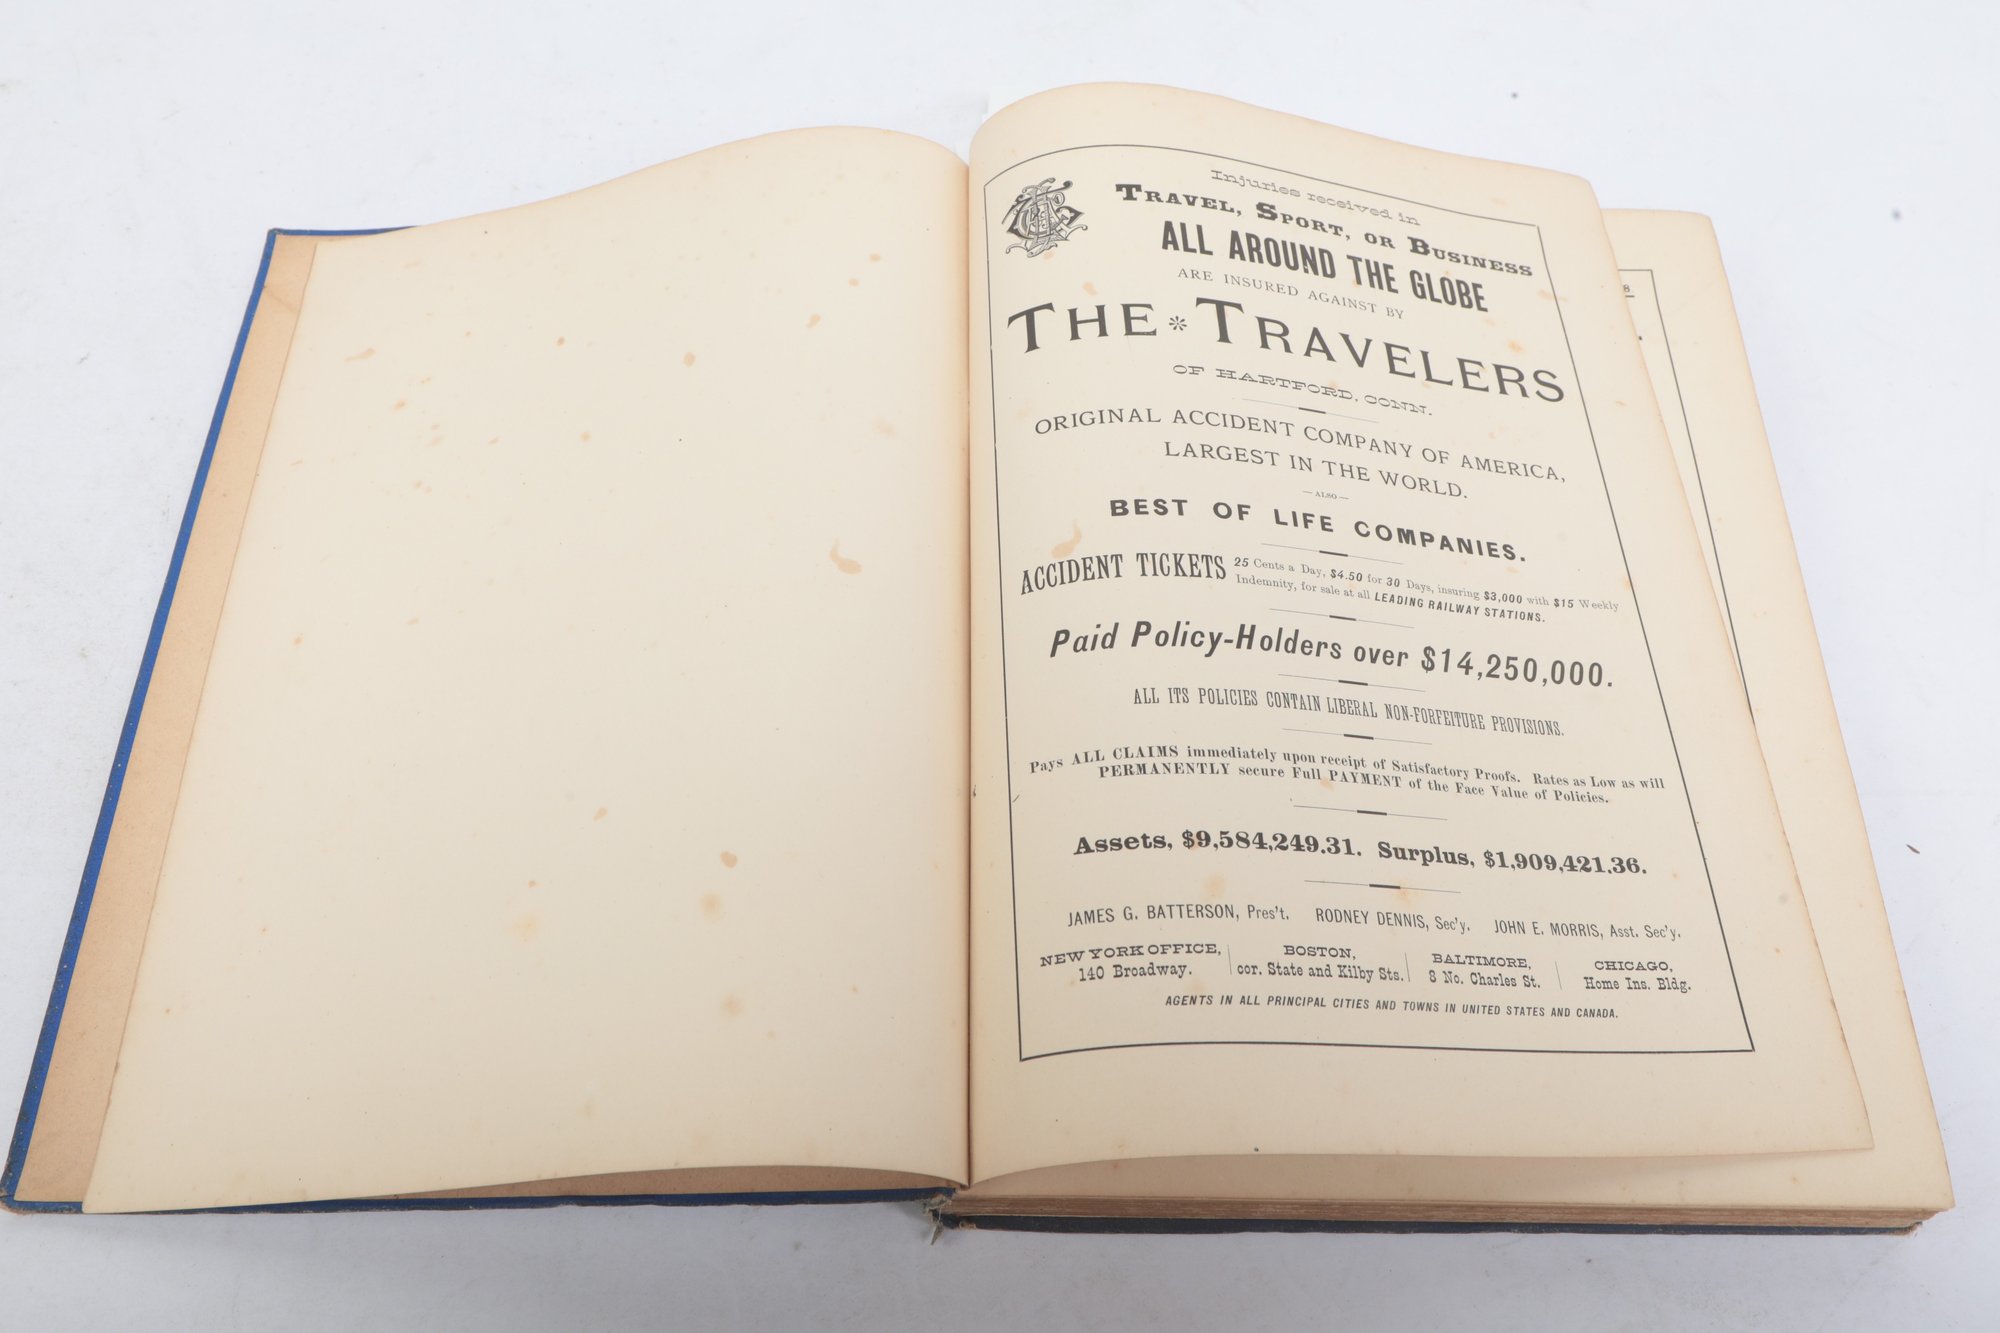 Injuries received in
TRAVEL, SPORT, OR BUSINESS
ALL AROUND THE GLOBE
ARE INSURED AGAINST BY
THE * TRAVELERS
OF HARTFORD, CONN.
ORIGINAL ACCIDENT COMPANY OF AMERICA,
LARGEST IN THE WORLD.
— ALSO —
BEST OF LIFE COMPANIES.
ACCIDENT TICKETS 25 Cents a Day, $4.50 for 30 Days, insuring $3,000 with $15 Weekly
Indemnity, for sale at all LEADING RAILWAY STATIONS.
Paid Policy-Holders over $14,250,000.
ALL ITS POLICIES CONTAIN LIBERAL NON-FORFEITURE PROVISIONS.
Pays ALL CLAIMS immediately upon receipt of Satisfactory Proofs. Rates as Low as will
PERMANENTLY secure Full PAYMENT of the Face Value of Policies.
Assets, $9,584,249.31. Surplus, $1,909,421.36.
JAMES G. BATTERSON, Pres't. RODNEY DENNIS, Sec'y. JOHN E. MORRIS, Asst. Sec'y.
NEW YORK OFFICE, BOSTON, BALTIMORE, CHICAGO,
140 Broadway. cor. State and Kilby Sts. 8 No. Charles St. Home Ins. Bldg.
AGENTS IN ALL PRINCIPAL CITIES AND TOWNS IN UNITED STATES AND CANADA.
8